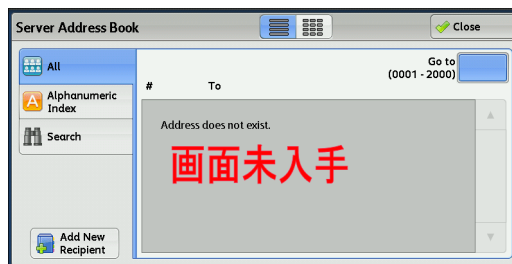 Server Address Book
Close
All
Alphanumeric
Index
Search
Add New
Recipient
Go to
(0001 - 2000)
# To
Address does not exist.
画面未入手